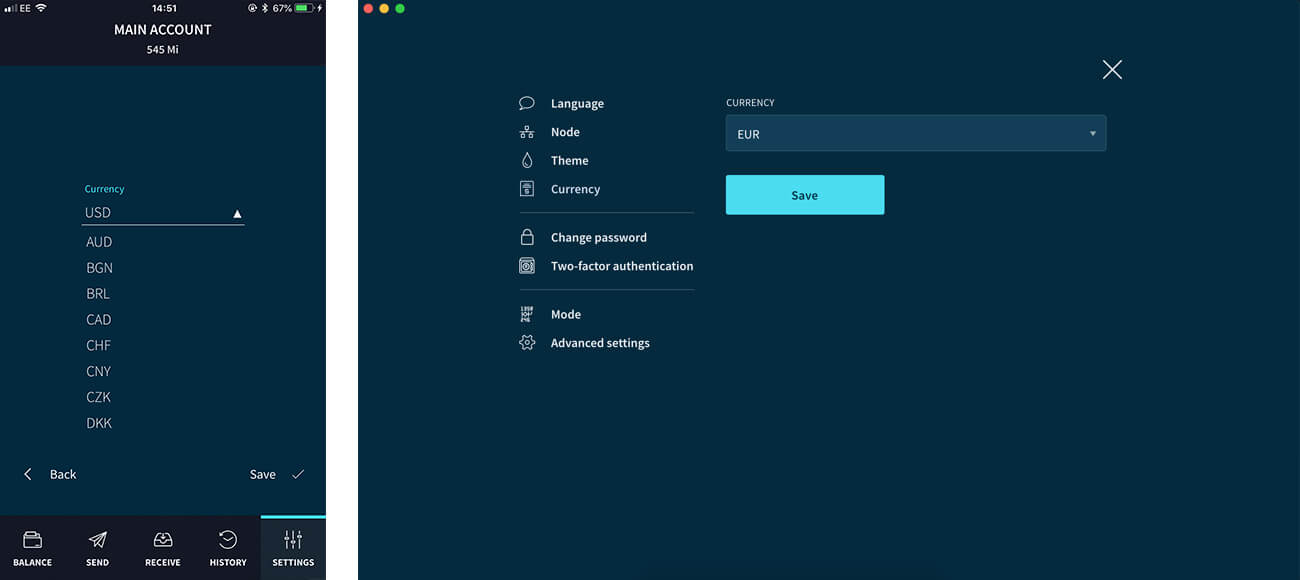 EE 14:51 67%
MAIN ACCOUNT
545 Mi
Currency
USD
AUD
BGN
BRL
CAD
CHF
CNY
CZK
DKK
Back Save
BALANCE SEND RECEIVE HISTORY SETTINGS
Language
Node
Theme
Currency
Change password
Two-factor authentication
Mode
Advanced settings
CURRENCY
EUR
Save